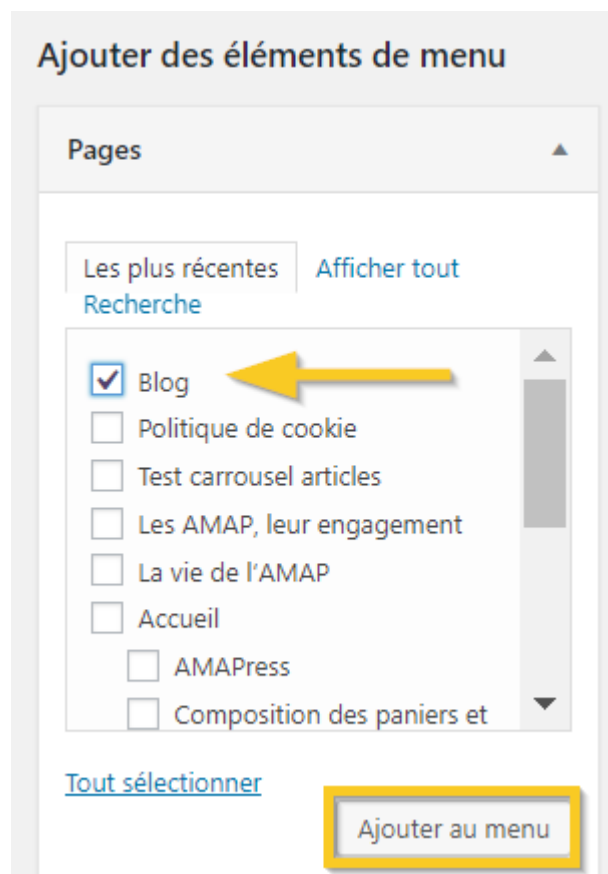 Ajouter des éléments de menu
Pages
Les plus récentes Afficher tout
Recherche
Blog
Politique de cookie
Test carrousel articles
Les AMAP, leur engagement
La vie de l'AMAP
Accueil
AMAPress
Composition des paniers et
Tout sélectionner
Ajouter au menu